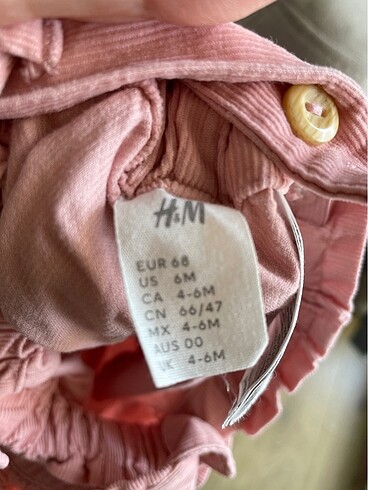 H&M
EUR 68
US 6M
CA 4-6M
CN 66/47
MX 4-6M
AUS 00
UK 4-6M